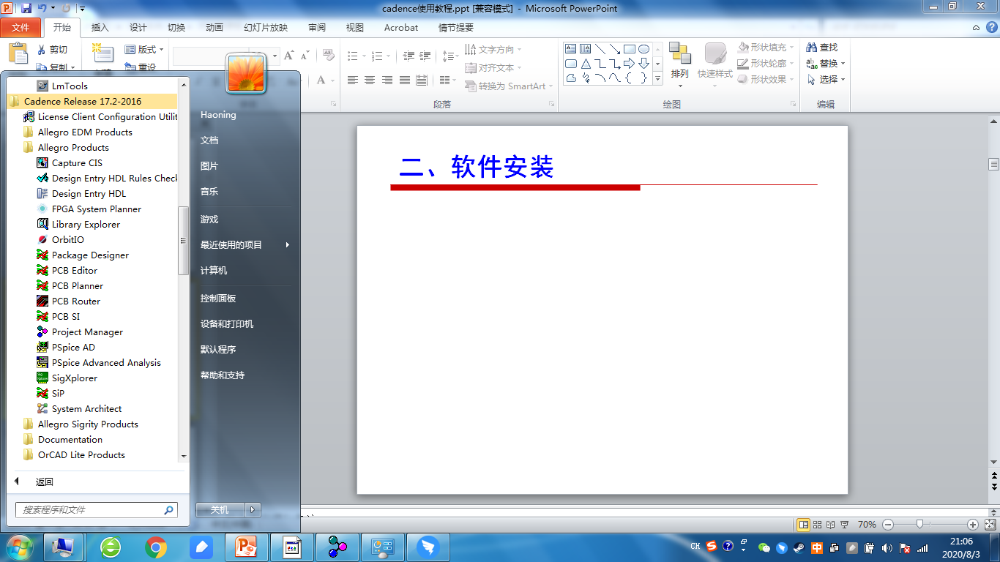 cadence使用教程.ppt [兼容模式] - Microsoft PowerPoint
文件 开始 插入 设计 切换 动画 幻灯片放映 审阅 视图 Acrobat 情节提要
剪切
复制
版式
重设
文字方向
对齐文本
转换为 SmartArt
段落
排列
快速样式
形状填充
形状轮廓
形状效果
绘图
查找
替换
选择
编辑
LmTools
Cadence Release 17.2-2016
License Client Configuration Utilit
Allegro EDM Products
Allegro Products
Capture CIS
Design Entry HDL Rules Check
Design Entry HDL
FPGA System Planner
Library Explorer
OrbitIO
Package Designer
PCB Editor
PCB Planner
PCB Router
PCB SI
Project Manager
PSpice AD
PSpice Advanced Analysis
SigXplorer
SiP
System Architect
Allegro Sigrity Products
Documentation
OrCAD Lite Products
返回
搜索程序和文件
Haoning
文档
图片
音乐
游戏
最近使用的项目
计算机
控制面板
设备和打印机
默认程序
帮助和支持
关机
二、软件安装
70%
CH
21:06
2020/8/3